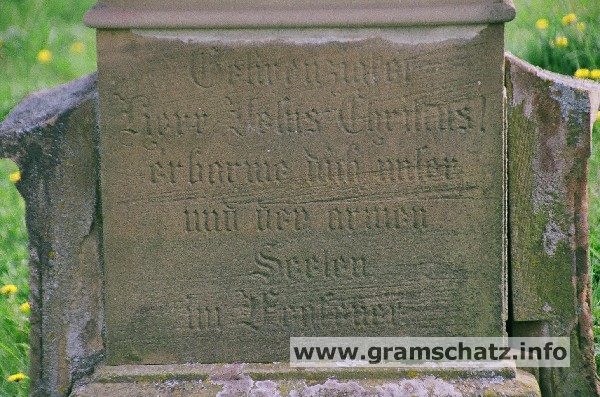 Gekreuzigter
Herr Jesus Christus!
erbarme dich unser
und der armen
Seelen
im Fegfeuer
www.gramschatz.info